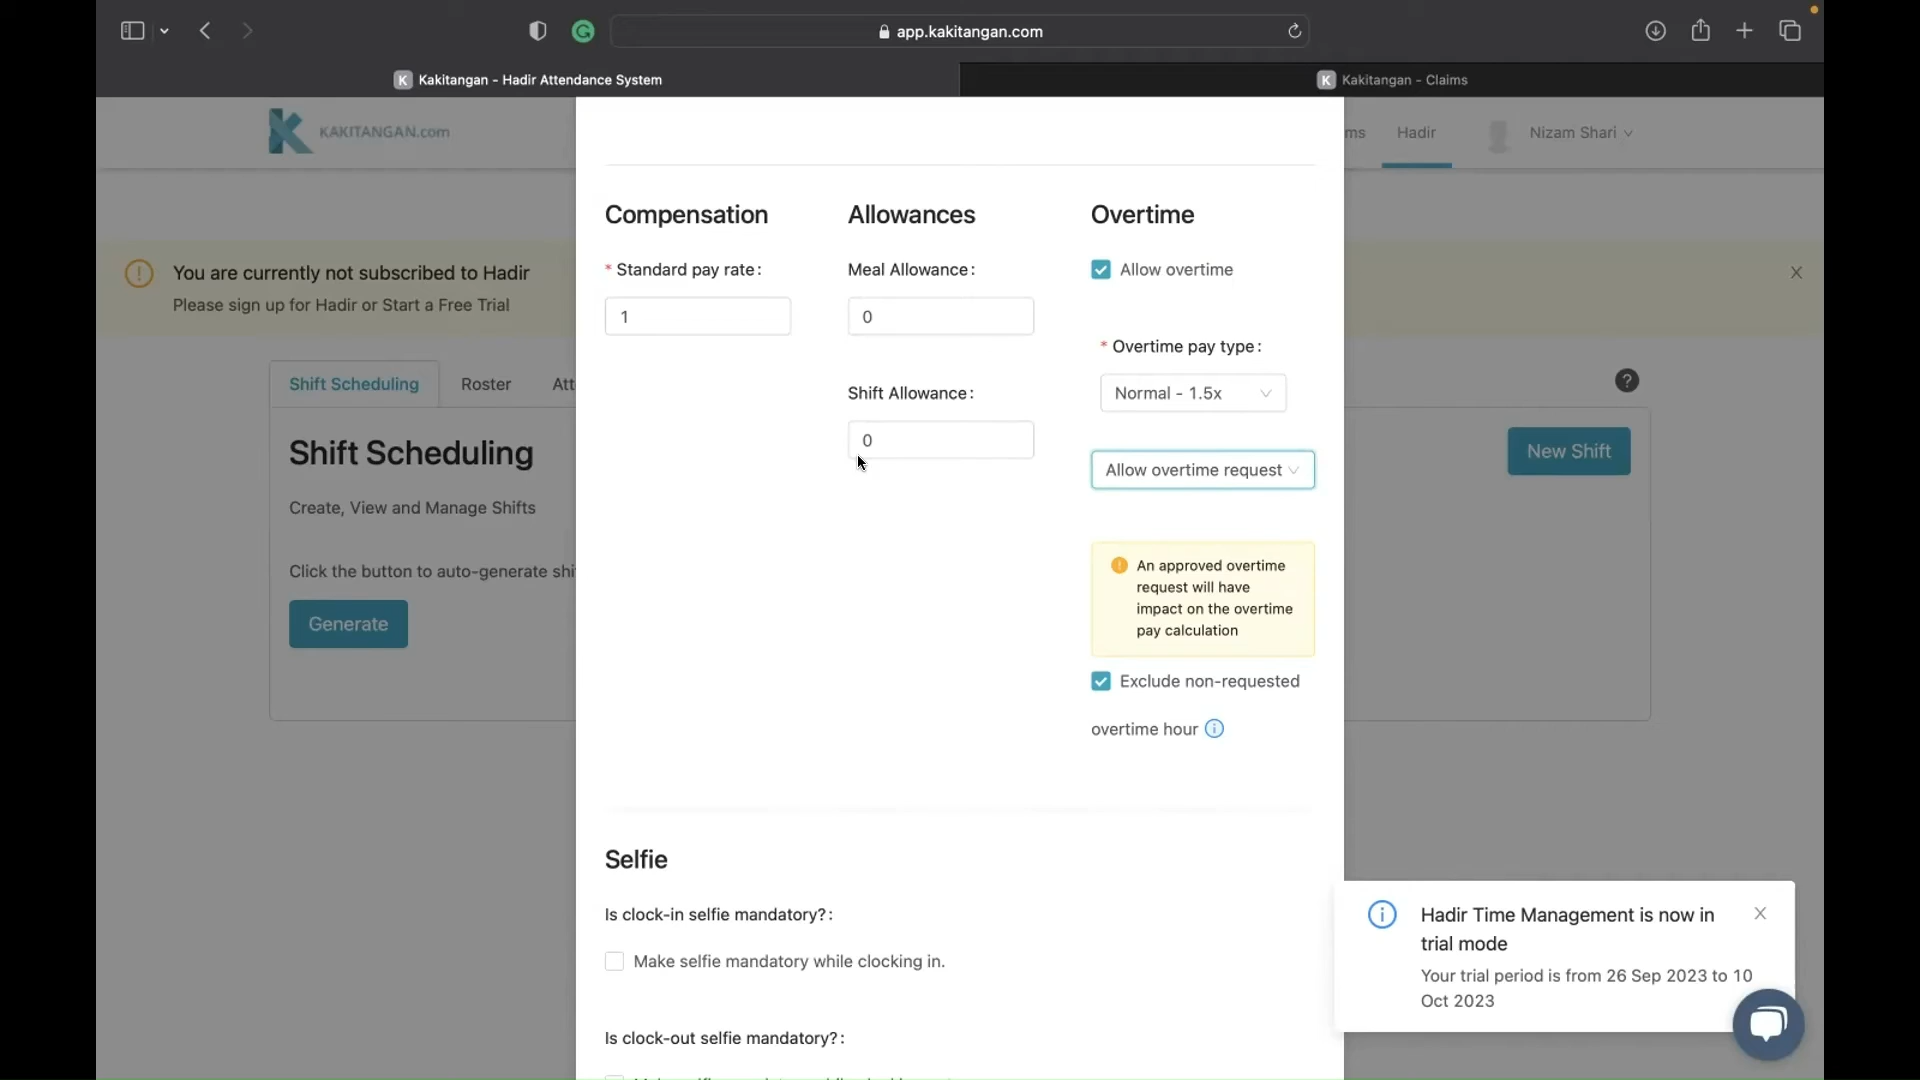 app.kakitangan.com
K Kakitangan - Hadir Attendance System
K Kakitangan - Claims
KAKITANGAN.com
ms
Hadir
Nizam Shari
You are currently not subscribed to Hadir
Please sign up for Hadir or Start a Free Trial
Compensation
Allowances
Overtime
* Standard pay rate:
Meal Allowance:
Allow overtime
1
0
* Overtime pay type:
Shift Scheduling
Roster
Att
Shift Allowance:
Normal - 1.5x
?
Shift Scheduling
0
New Shift
Allow overtime request
Create, View and Manage Shifts
Click the button to auto-generate shi
Generate
An approved overtime
request will have
impact on the overtime
pay calculation
Exclude non-requested
overtime hour
Selfie
Is clock-in selfie mandatory?:
Make selfie mandatory while clocking in.
Is clock-out selfie mandatory?:
Hadir Time Management is now in
trial mode
Your trial period is from 26 Sep 2023 to 10
Oct 2023